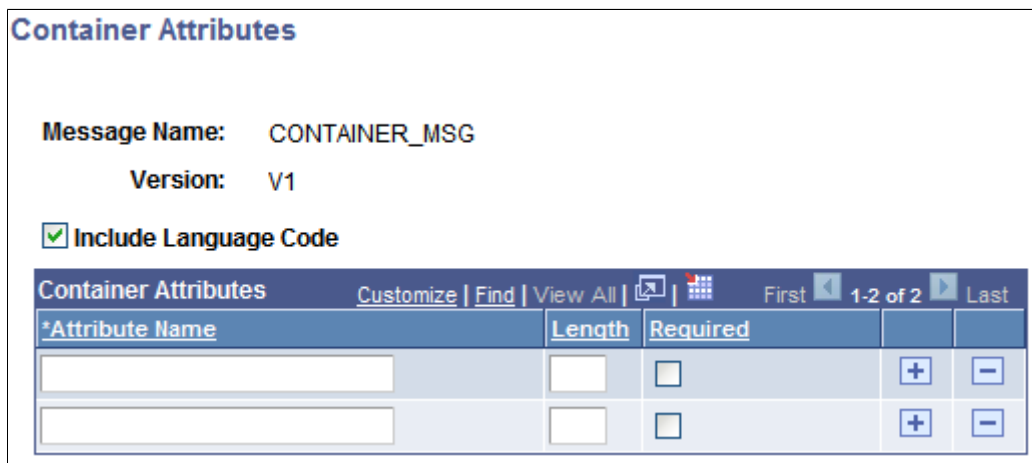 Container Attributes
Message Name: CONTAINER_MSG
Version: V1
Include Language Code
Container Attributes Customize | Find | View All | | First 1-2 of 2 Last
*Attribute Name Length Required